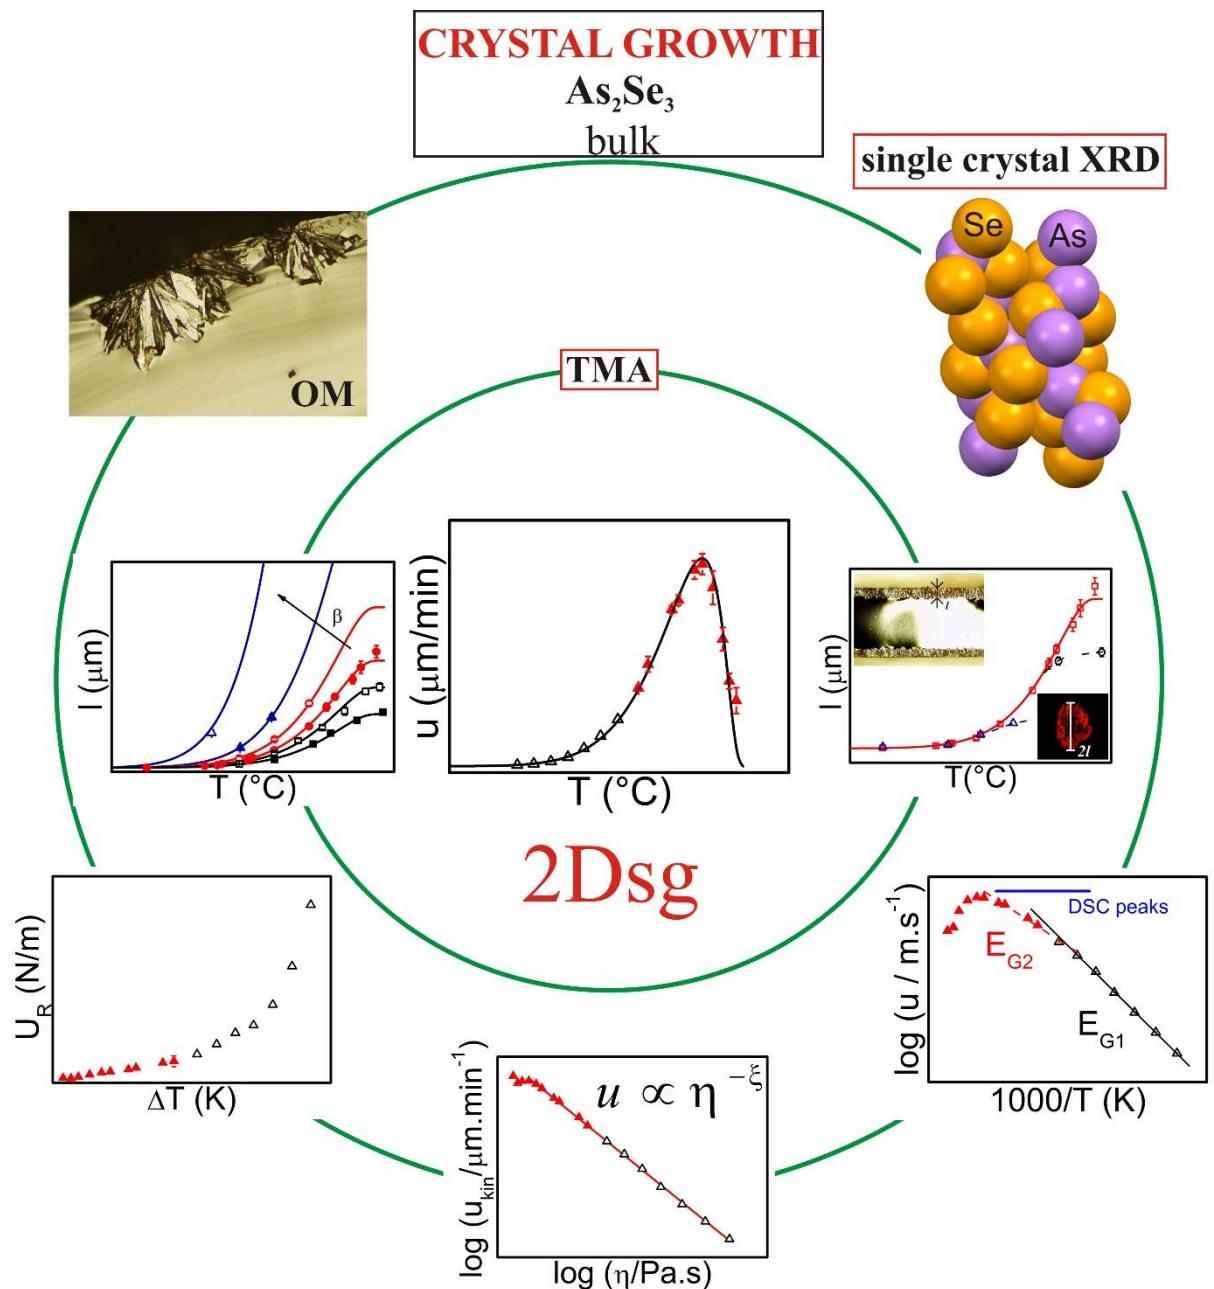 CRYSTAL GROWTH
As₂Se₃
bulk
single crystal XRD
Se
As
OM
TMA
l (μm)
β
T (°C)
u (μm/min)
T (°C)
l (μm)
l
2l
T(°C)
2Dsg
U_R (N/m)
ΔT (K)
log (u_kin/μm.min⁻¹)
u ∝ η^-ξ
log (η/Pa.s)
log (u / m.s⁻¹)
DSC peaks
E_G2
E_G1
1000/T (K)